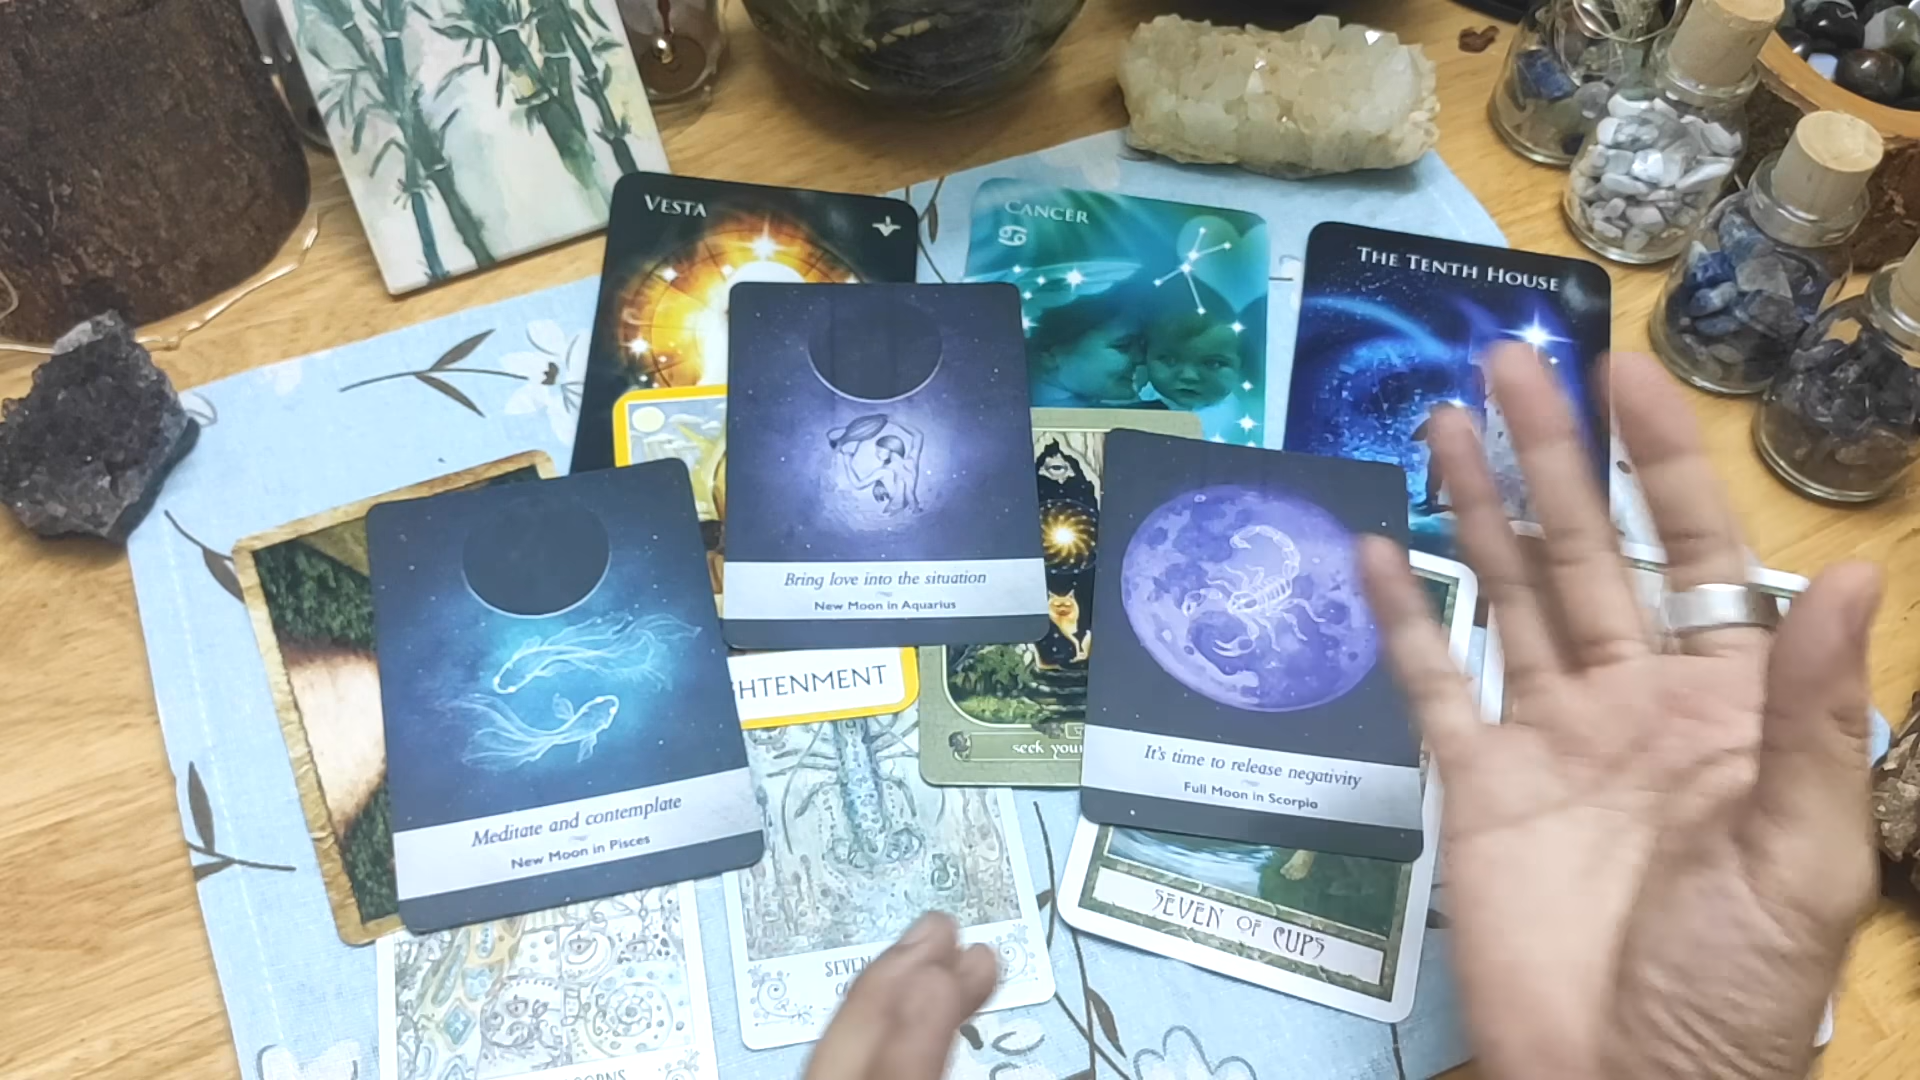 VESTA
CANCER
THE TENTH HOUSE
Bring love into the situation
New Moon in Aquarius
HTENMENT
Meditate and contemplate
New Moon in Pisces
seek your
It's time to release negativity
Full Moon in Scorpio
SEVEN OF CUPS
SEVEN